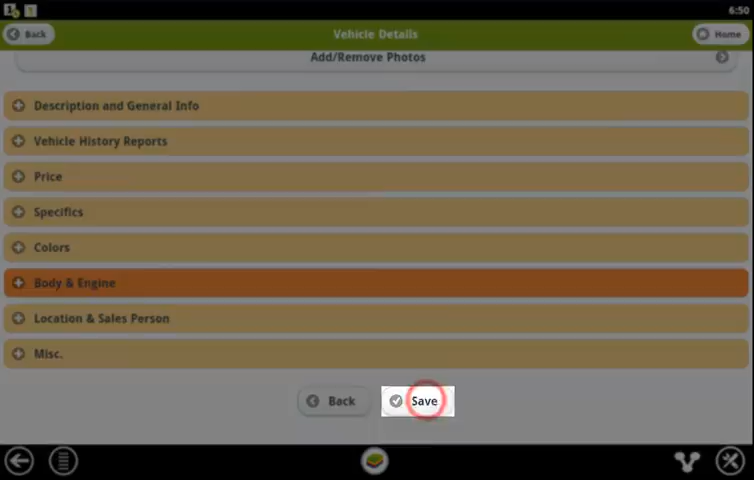 6:50
Back
Vehicle Details
Home
Add/Remove Photos
Description and General Info
Vehicle History Reports
Price
Specifics
Colors
Body & Engine
Location & Sales Person
Misc.
Back
Save